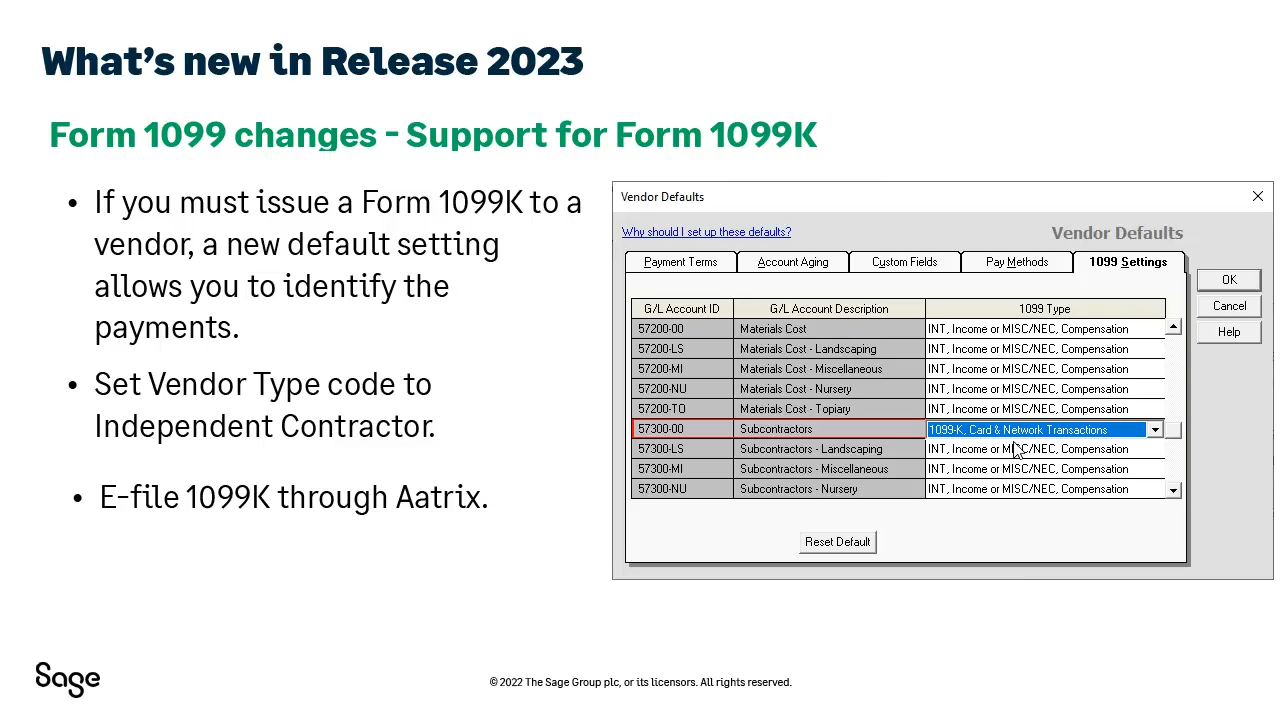 What's new in Release 2023
Form 1099 changes - Support for Form 1099K
• If you must issue a Form 1099K to a
vendor, a new default setting
allows you to identify the
payments.
• Set Vendor Type code to
Independent Contractor.
• E-file 1099K through Aatrix.
Vendor Defaults
Why should I set up these defaults?
Vendor Defaults
Payment Terms Account Aging Custom Fields Pay Methods 1099 Settings
OK
Cancel
Help
G/L Account ID G/L Account Description 1099 Type
57200-00 Materials Cost INT, Income or MISC/NEC, Compensation
57200-LS Materials Cost - Landscaping INT, Income or MISC/NEC, Compensation
57200-MI Materials Cost - Miscellaneous INT, Income or MISC/NEC, Compensation
57200-NU Materials Cost - Nursery INT, Income or MISC/NEC, Compensation
57200-TO Materials Cost - Topiary INT, Income or MISC/NEC, Compensation
57300-00 Subcontractors 1099-K, Card & Network Transactions
57300-LS Subcontractors - Landscaping INT, Income or MISC/NEC, Compensation
57300-MI Subcontractors - Miscellaneous INT, Income or MISC/NEC, Compensation
57300-NU Subcontractors - Nursery INT, Income or MISC/NEC, Compensation
Reset Default
Sage
© 2022 The Sage Group plc, or its licensors. All rights reserved.